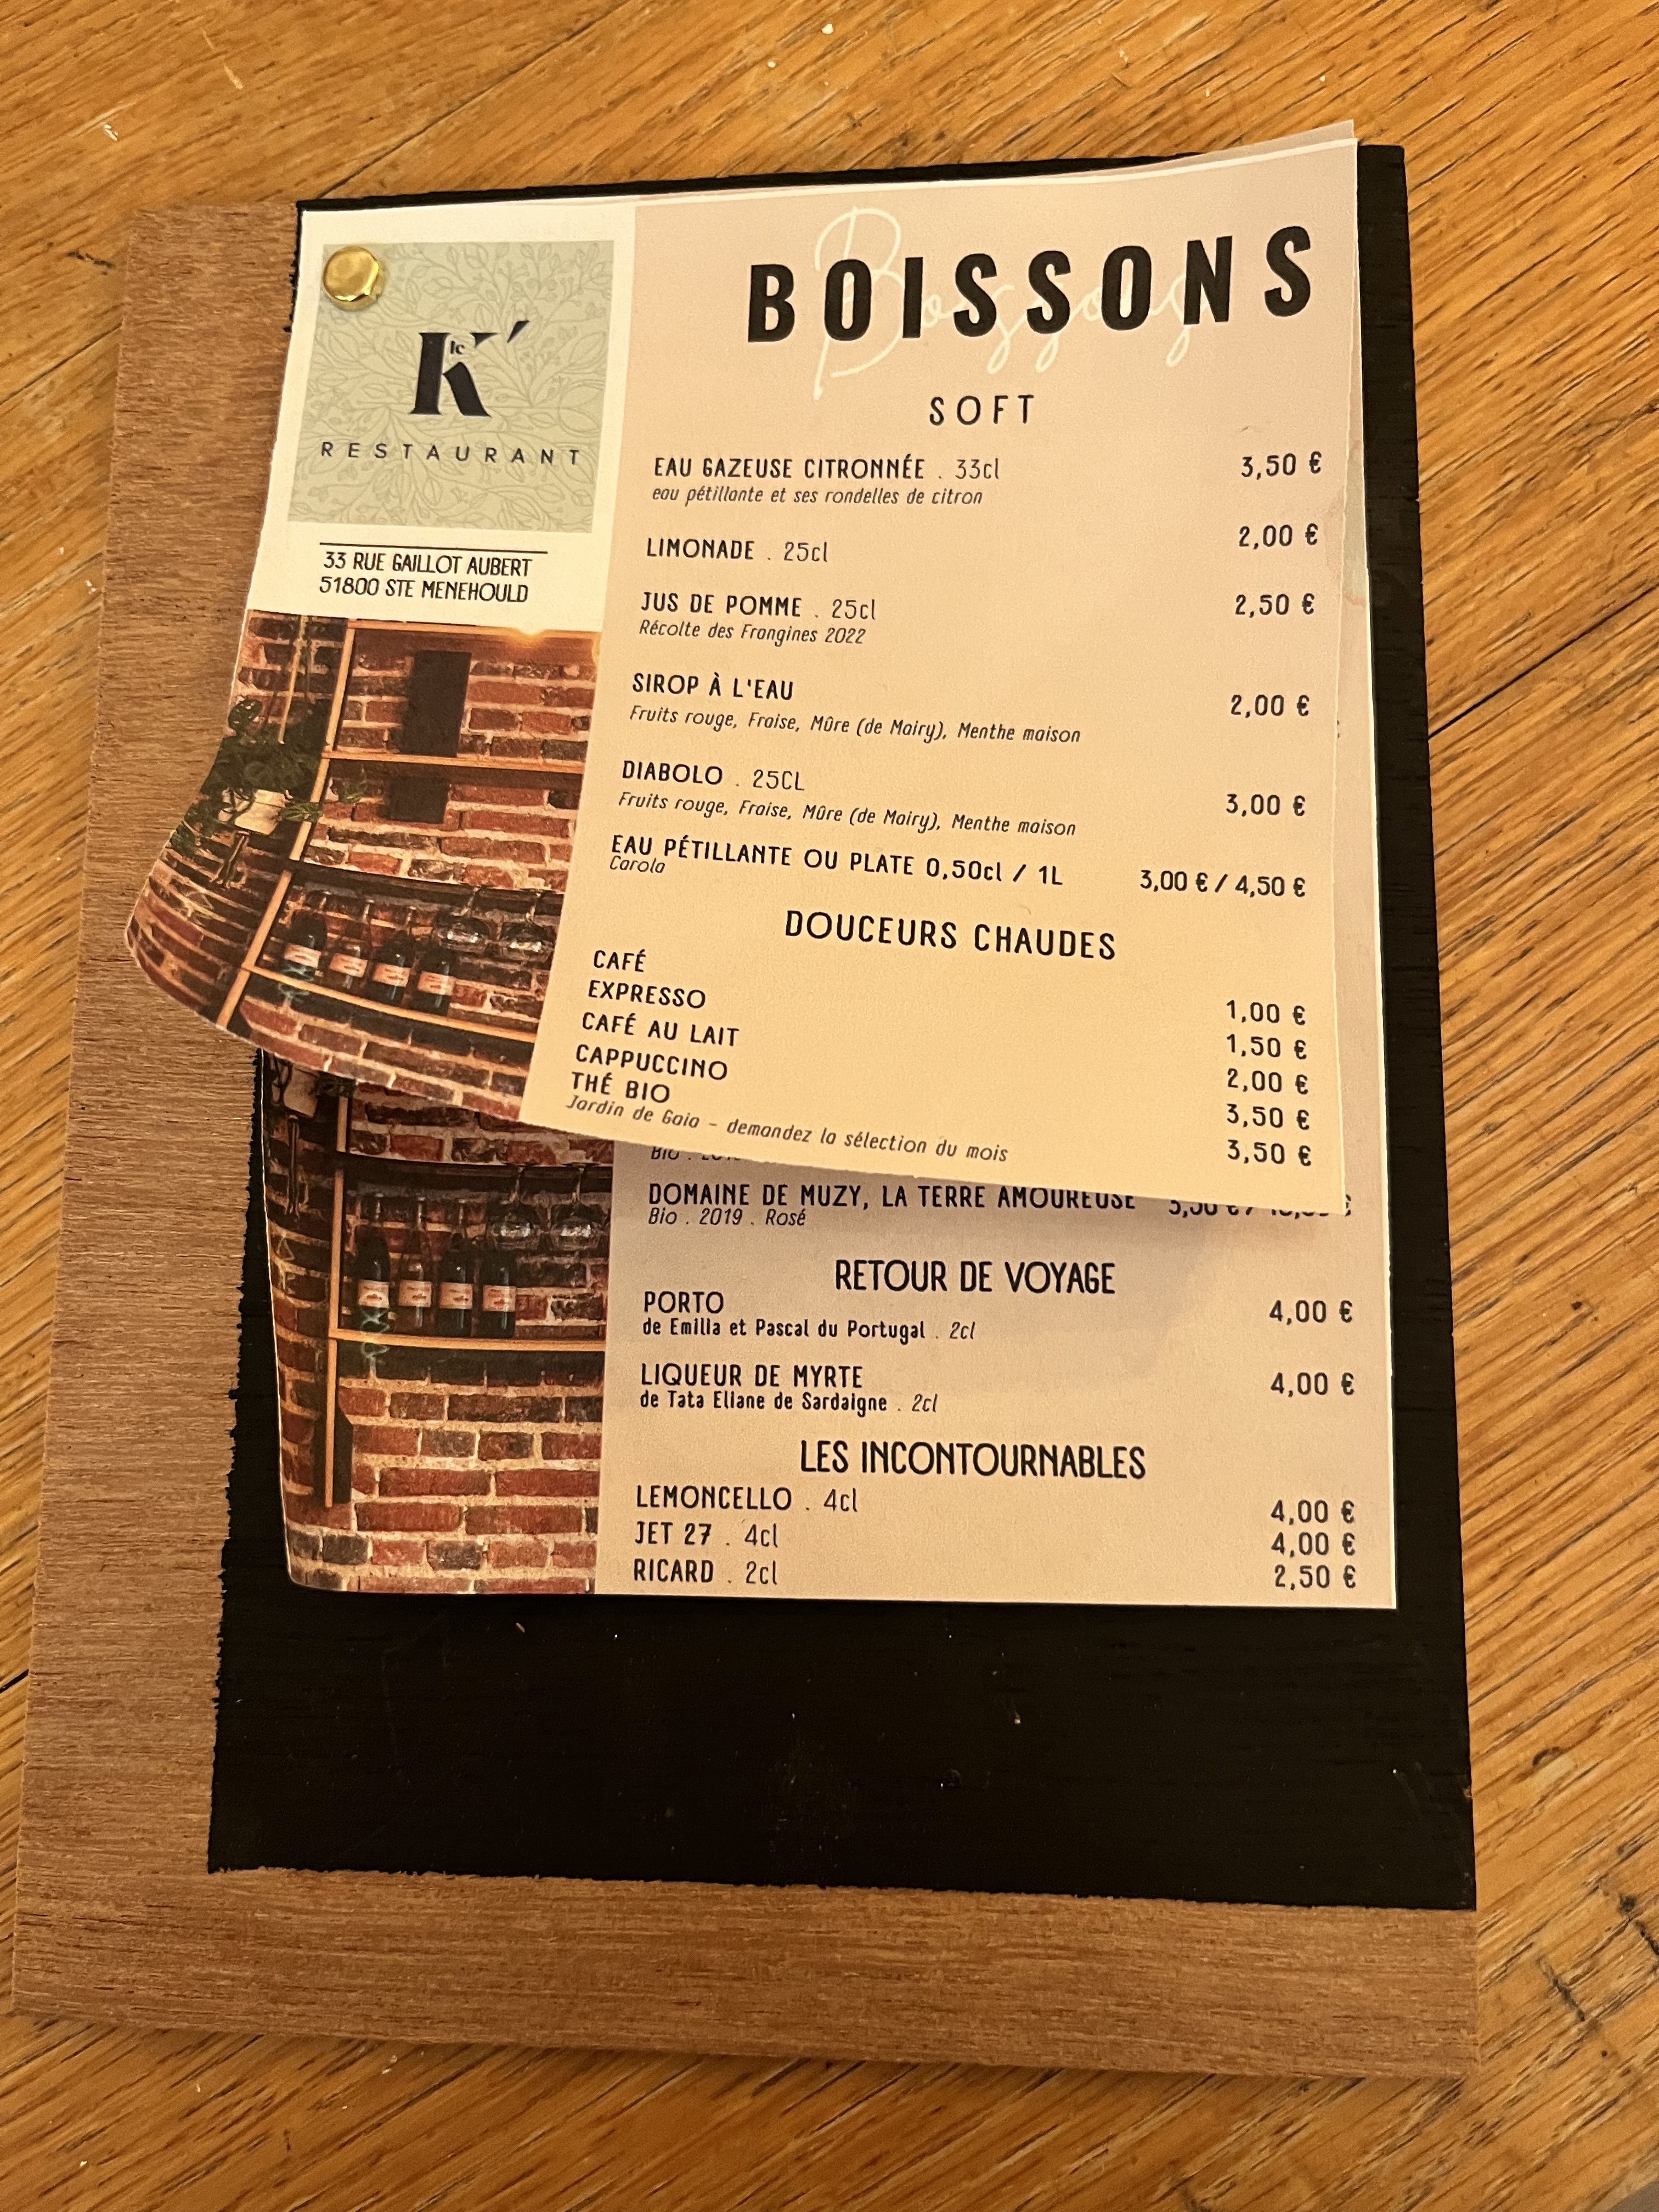 le
K'
RESTAURANT
33 RUE GAILLOT AUBERT
51800 STE MENEHOULD
Boissons
BOISSONS
SOFT
EAU GAZEUSE CITRONNÉE . 33cl 3,50 €
eau pétillante et ses rondelles de citron
LIMONADE . 25cl 2,00 €
JUS DE POMME . 25cl 2,50 €
Récolte des Frangines 2022
SIROP À L'EAU 2,00 €
Fruits rouge, Fraise, Mûre (de Mairy), Menthe maison
DIABOLO . 25CL 3,00 €
Fruits rouge, Fraise, Mûre (de Mairy), Menthe maison
EAU PÉTILLANTE OU PLATE 0,50cl / 1L 3,00 € / 4,50 €
Carola
DOUCEURS CHAUDES
CAFÉ 1,00 €
EXPRESSO 1,50 €
CAFÉ AU LAIT 2,00 €
CAPPUCCINO 3,50 €
THÉ BIO 3,50 €
Jardin de Gaia - demandez la sélection du mois
Bio .
DOMAINE DE MUZY, LA TERRE AMOUREUSE
Bio . 2019 . Rosé
RETOUR DE VOYAGE
PORTO 4,00 €
de Emilia et Pascal du Portugal . 2cl
LIQUEUR DE MYRTE 4,00 €
de Tata Eliane de Sardaigne . 2cl
LES INCONTOURNABLES
LEMONCELLO . 4cl 4,00 €
JET 27 . 4cl 4,00 €
RICARD . 2cl 2,50 €